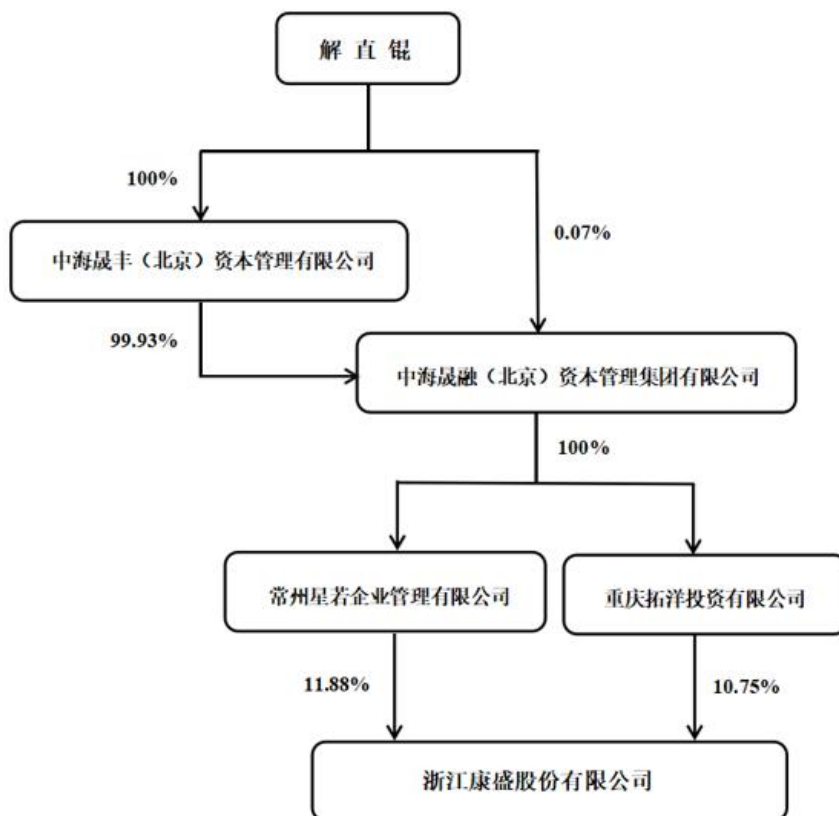 解 直 锟
100%
0.07%
中海晟丰（北京）资本管理有限公司
99.93%
中海晟融（北京）资本管理集团有限公司
100%
常州星若企业管理有限公司
重庆拓洋投资有限公司
11.88%
10.75%
浙江康盛股份有限公司